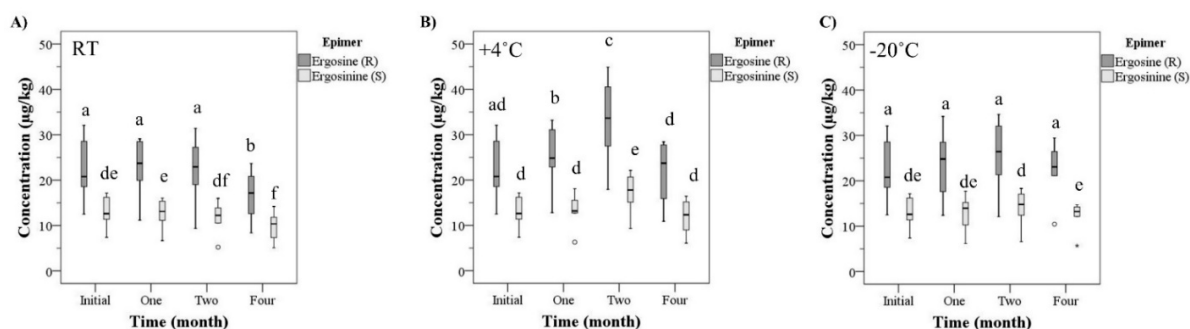 A)
RT
Epimer
Ergosine (R)
Ergosinine (S)
Concentration (µg/kg)
50
40
30
20
10
0
a
a
a
b
de
e
df
f
Initial One Two Four
Time (month)
B)
+4˚C
Epimer
Ergosine (R)
Ergosinine (S)
Concentration (µg/kg)
50
40
30
20
10
0
ad
b
c
d
d
d
e
d
Initial One Two Four
Time (month)
C)
-20˚C
Epimer
Ergosine (R)
Ergosinine (S)
Concentration (µg/kg)
50
40
30
20
10
0
a
a
a
a
de
de
d
e
Initial One Two Four
Time (month)